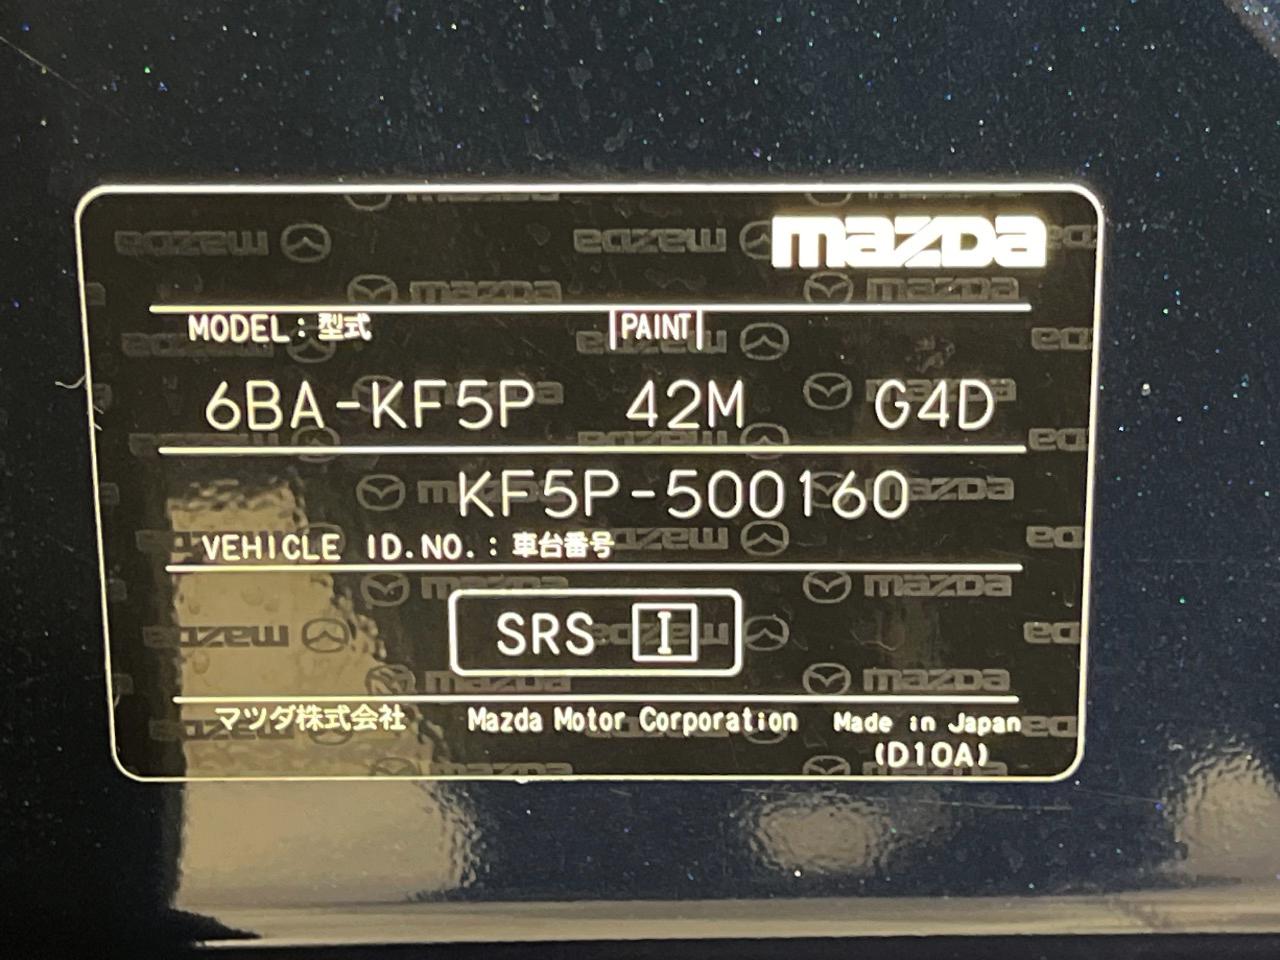 mazda
MODEL：型式 PAINT
6BA-KF5P 42M G4D
KF5P-500160
VEHICLE ID.NO.：車台番号
SRS I
マツダ株式会社 Mazda Motor Corporation Made in Japan
(D10A)